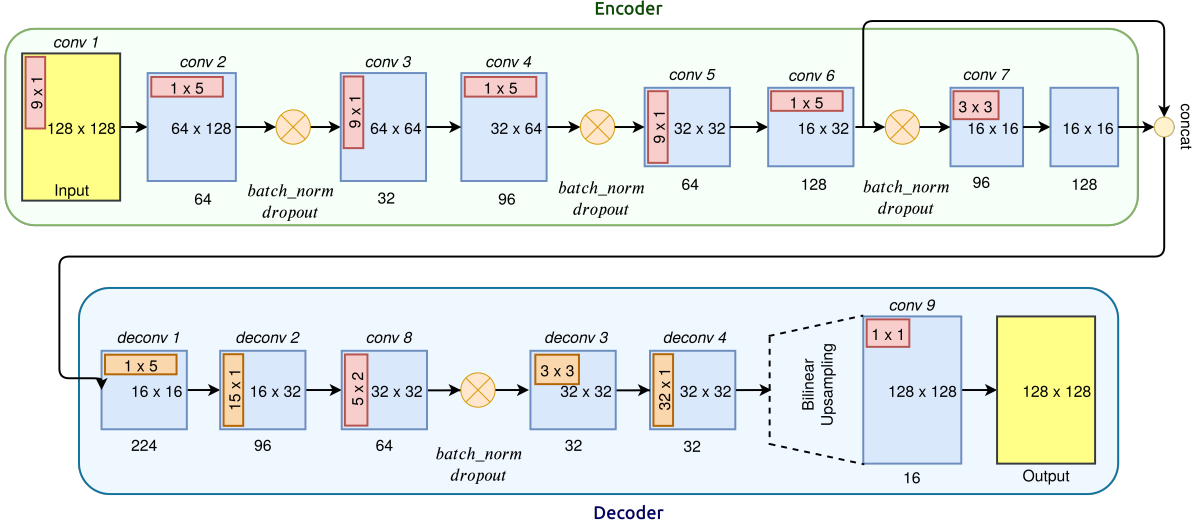 Encoder
conv 1
9 x 1
128 x 128
Input
conv 2
1 x 5
64 x 128
64
batch_norm
dropout
conv 3
9 x 1
64 x 64
32
conv 4
1 x 5
32 x 64
96
batch_norm
dropout
conv 5
9 x 1
32 x 32
64
conv 6
1 x 5
16 x 32
128
batch_norm
dropout
conv 7
3 x 3
16 x 16
96
16 x 16
128
concat
deconv 1
1 x 5
16 x 16
224
deconv 2
15 x 1
16 x 32
96
conv 8
5 x 2
32 x 32
64
batch_norm
dropout
deconv 3
3 x 3
32 x 32
32
deconv 4
32 x 1
32 x 32
32
Bilinear
Upsampling
conv 9
1 x 1
128 x 128
16
128 x 128
Output
Decoder